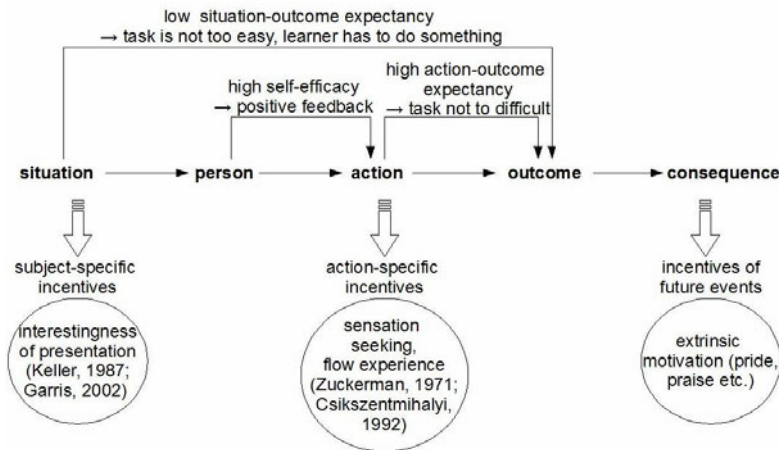 low situation-outcome expectancy
→ task is not too easy, learner has to do something
high self-efficacy
→ positive feedback
high action-outcome
expectancy
→ task not to difficult
situation
person
action
outcome
consequence
subject-specific
incentives
action-specific
incentives
incentives of
future events
interestingness
of presentation
(Keller, 1987;
Garris, 2002)
sensation
seeking,
flow experience
(Zuckerman, 1971;
Csikszentmihalyi,
1992)
extrinsic
motivation (pride,
praise etc.)